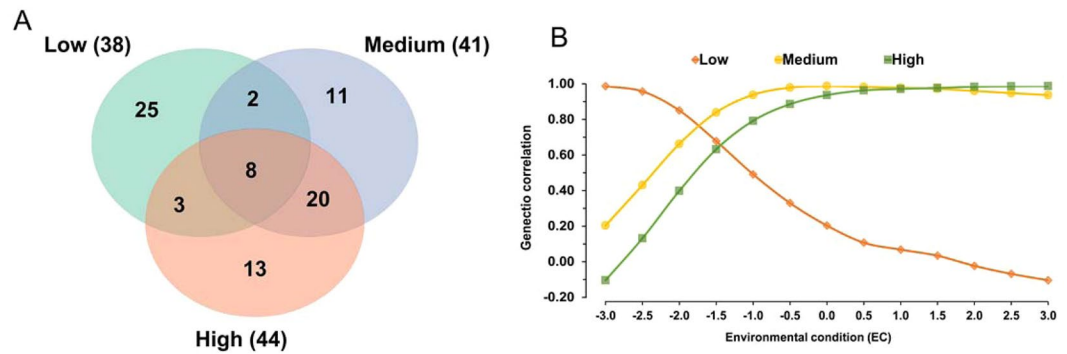 A
Low (38)
Medium (41)
25
2
11
8
3
20
13
High (44)
B
Low
Medium
High
Genectio correlation
1.00
0.80
0.60
0.40
0.20
0.00
-0.20
-3.0 -2.5 -2.0 -1.5 -1.0 -0.5 0.0 0.5 1.0 1.5 2.0 2.5 3.0
Environmental condition (EC)